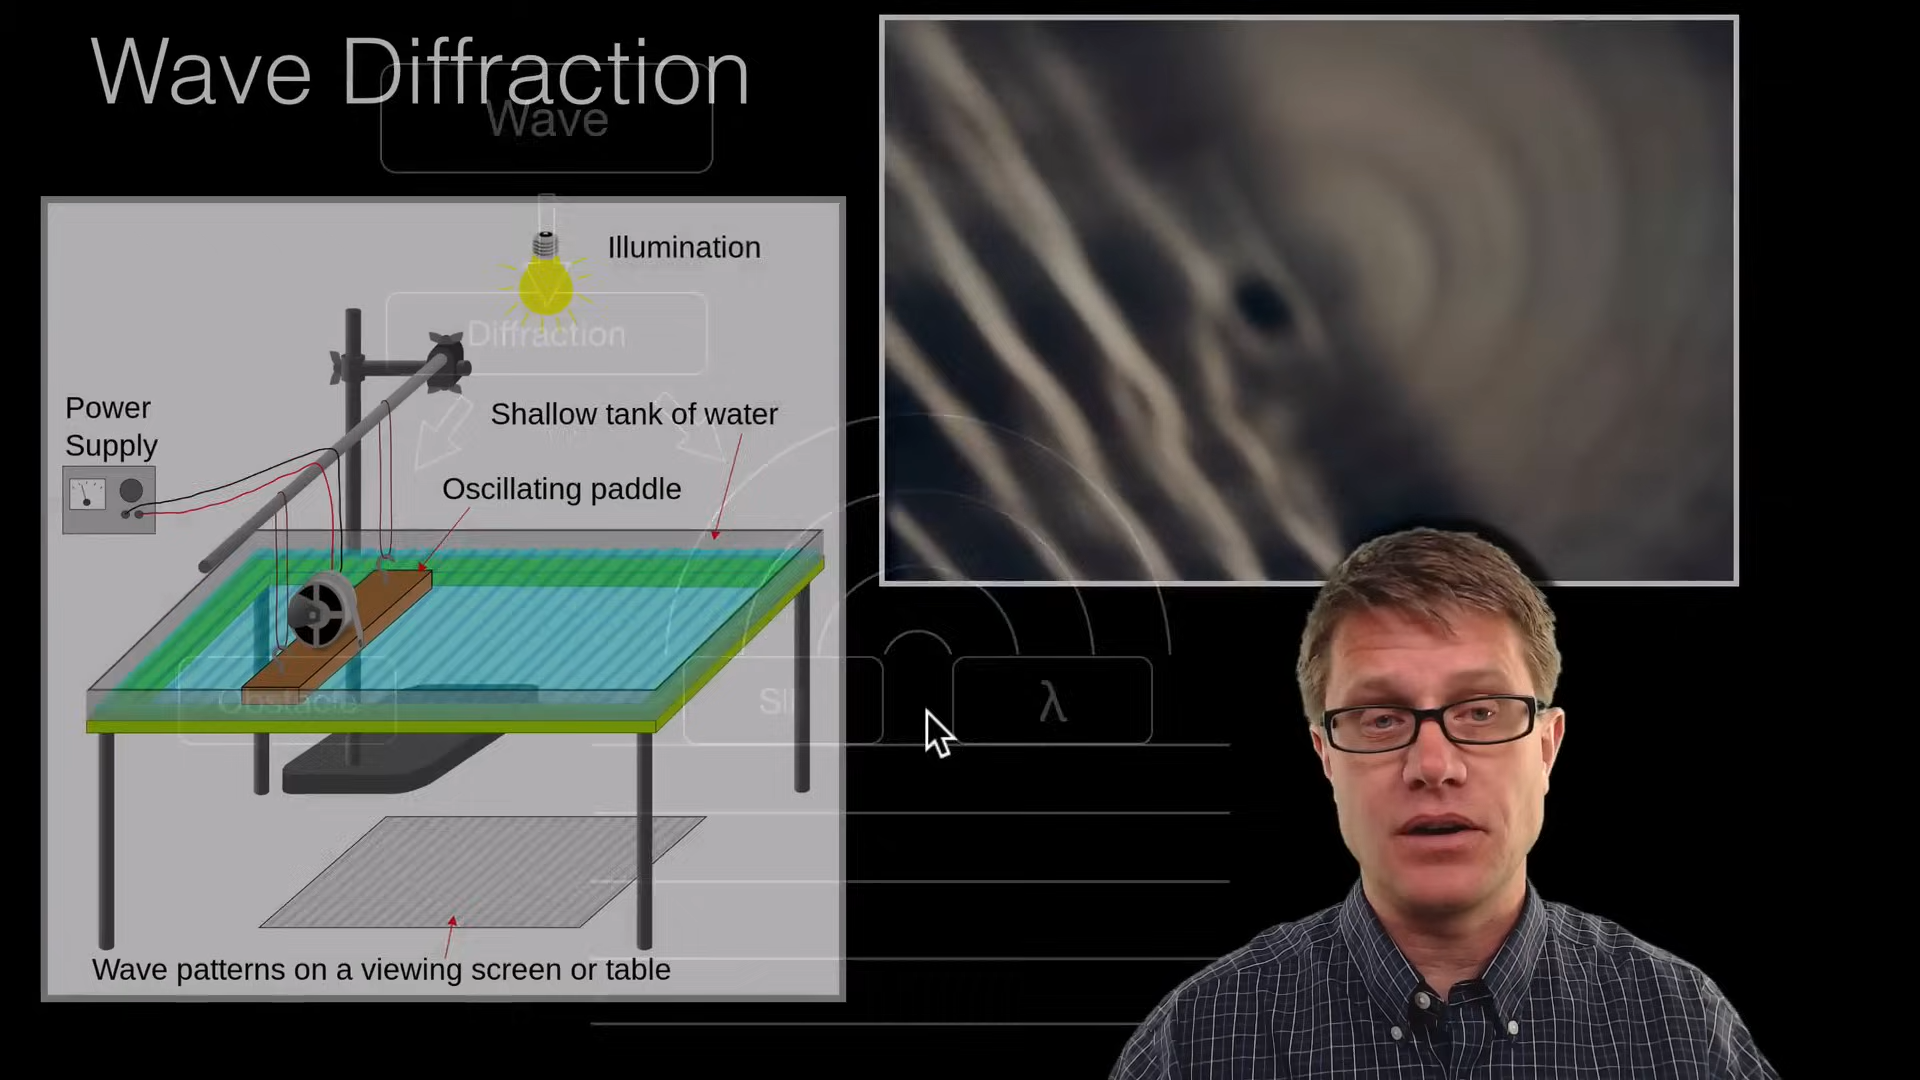 Wave Diffraction
Wave
Illumination
Diffraction
Power
Supply
Shallow tank of water
Oscillating paddle
Obstacle
λ
Wave patterns on a viewing screen or table